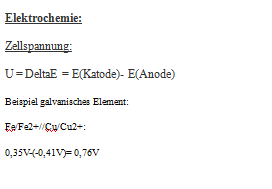 Elektrochemie:
Zellspannung:
U = DeltaE = E(Katode)- E(Anode)
Beispiel galvanisches Element:
Fe/Fe2+//Cu/Cu2+:
0,35V-(-0,41V)= 0,76V